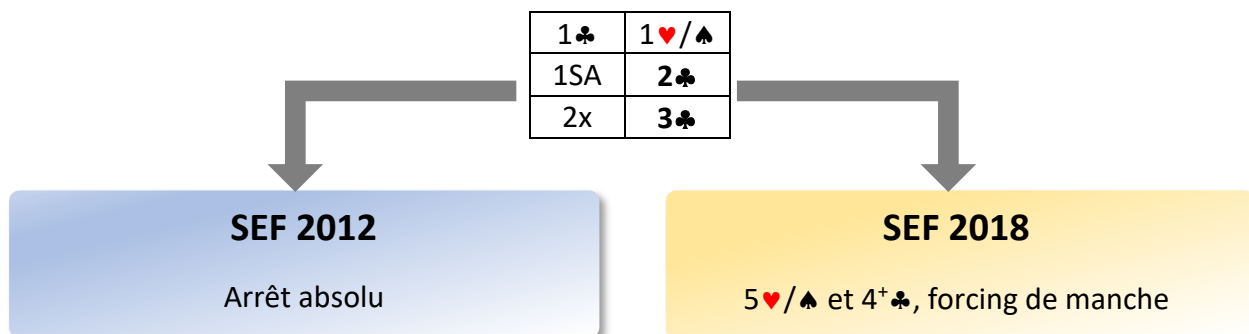 1♣ 1♥/♠
1SA 2♣
2x 3♣
SEF 2012
Arrêt absolu
SEF 2018
5♥/♠ et 4⁺♣, forcing de manche